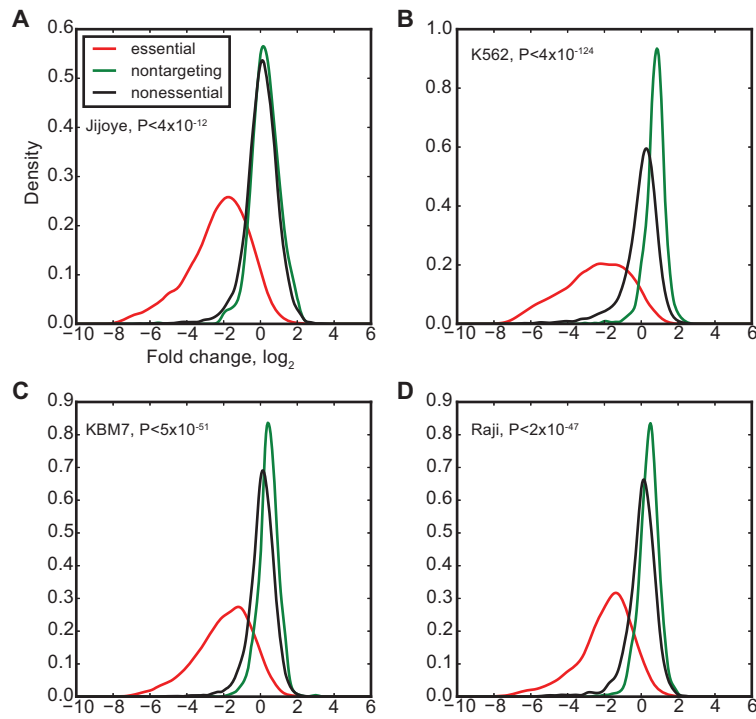 A
0.6
0.5
0.4
0.3
0.2
0.1
0.0
Density
essential
nontargeting
nonessential
Jijoye, P<4x10⁻¹²
−10 −8 −6 −4 −2 0 2 4 6
Fold change, log₂
B
1.0
0.8
0.6
0.4
0.2
0.0
K562, P<4x10⁻¹²⁴
−10 −8 −6 −4 −2 0 2 4 6
C
0.9
0.8
0.7
0.6
0.5
0.4
0.3
0.2
0.1
0.0
KBM7, P<5x10⁻⁵¹
−10 −8 −6 −4 −2 0 2 4 6
D
0.9
0.8
0.7
0.6
0.5
0.4
0.3
0.2
0.1
0.0
Raji, P<2x10⁻⁴⁷
−10 −8 −6 −4 −2 0 2 4 6